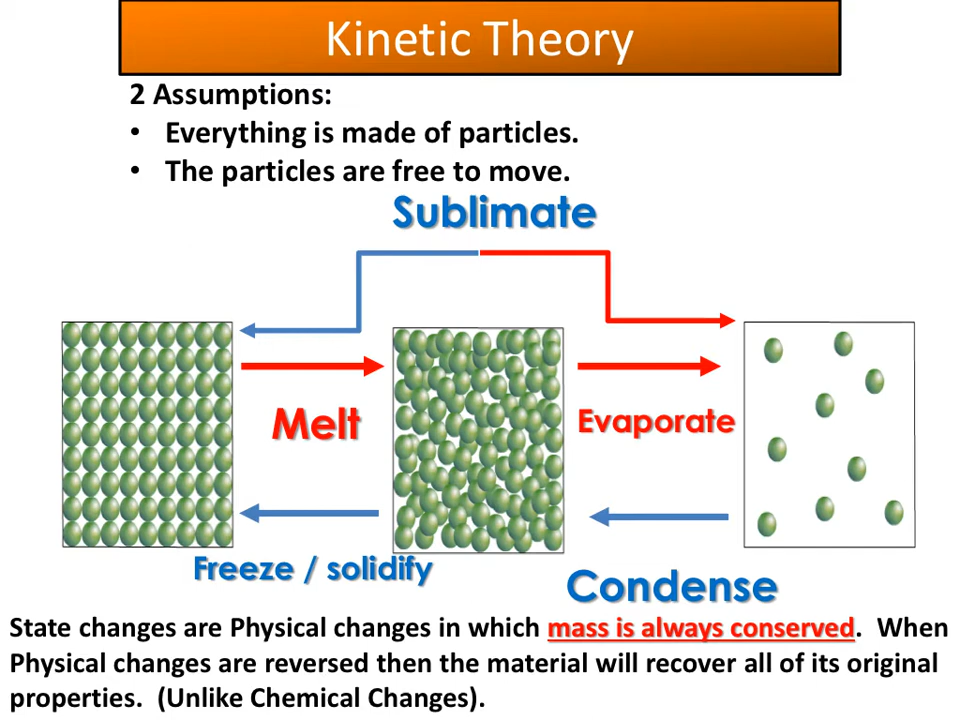 Kinetic Theory
2 Assumptions:
• Everything is made of particles.
• The particles are free to move.
Sublimate
Melt
Evaporate
Freeze / solidify
Condense
State changes are Physical changes in which mass is always conserved. When
Physical changes are reversed then the material will recover all of its original
properties. (Unlike Chemical Changes).